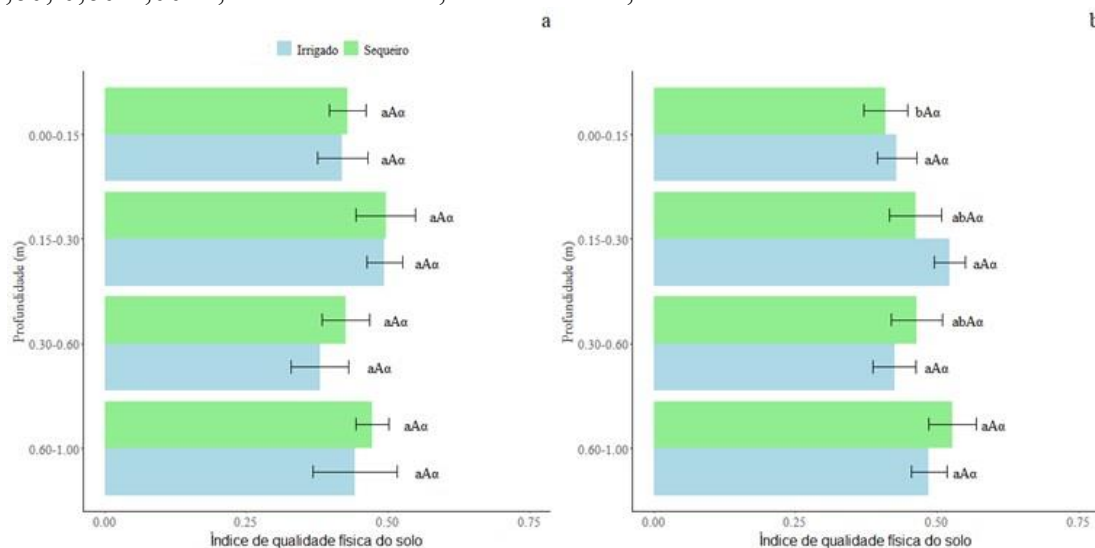 a
Irrigado Sequeiro
0.00-0.15
0.15-0.30
0.30-0.60
0.60-1.00
Profundidade (m)
aAα
aAα
aAα
aAα
aAα
aAα
aAα
aAα
0.00 0.25 0.50 0.75
Índice de qualidade física do solo
b
0.00-0.15
0.15-0.30
0.30-0.60
0.60-1.00
Profundidade (m)
bAα
aAα
abAα
aAα
abAα
aAα
aAα
aAα
0.00 0.25 0.50 0.75
Índice de qualidade física do solo